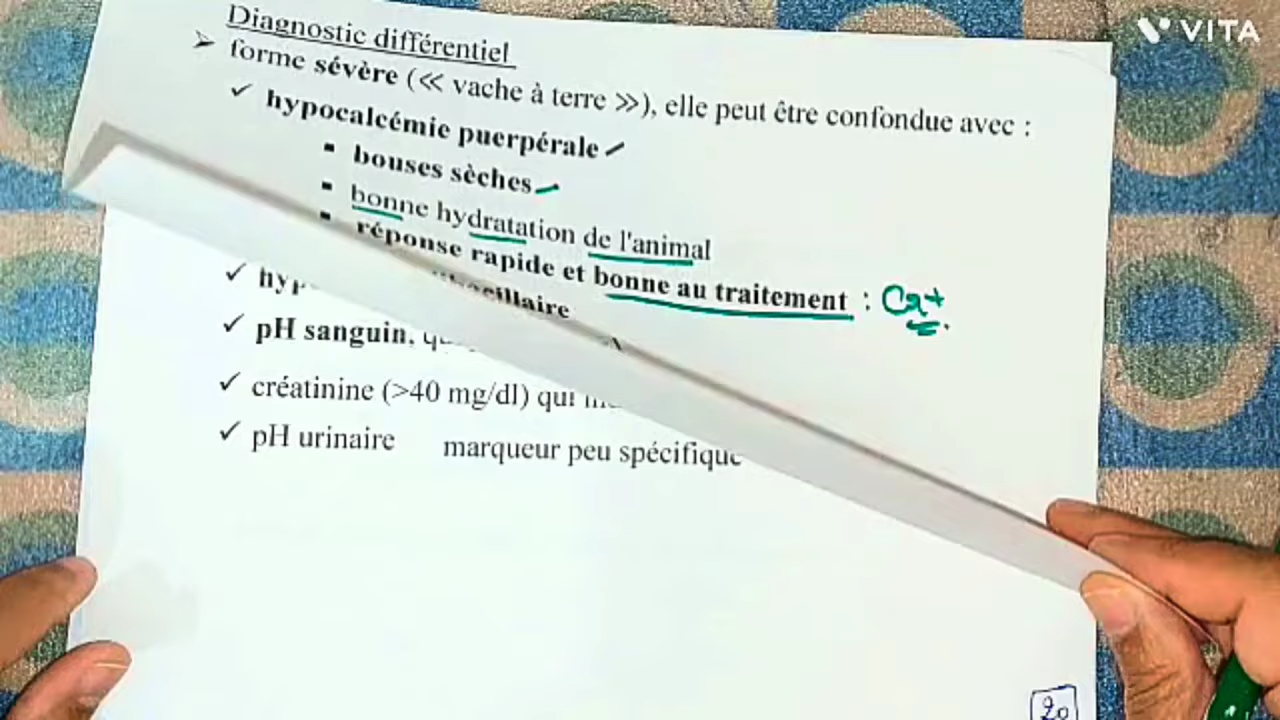 VITA
Diagnostic différentiel
➢ forme sévère (≪ vache à terre ≫), elle peut être confondue avec :
✓ hypocalcémie puerpérale
▪ bouses sèches
▪ bonne hydratation de l'animal
▪ réponse rapide et bonne au traitement : Ca+
✓
✓ pH sanguin,
✓ créatinine (>40 mg/dl) qui
✓ pH urinaire marqueur peu spécifique
20